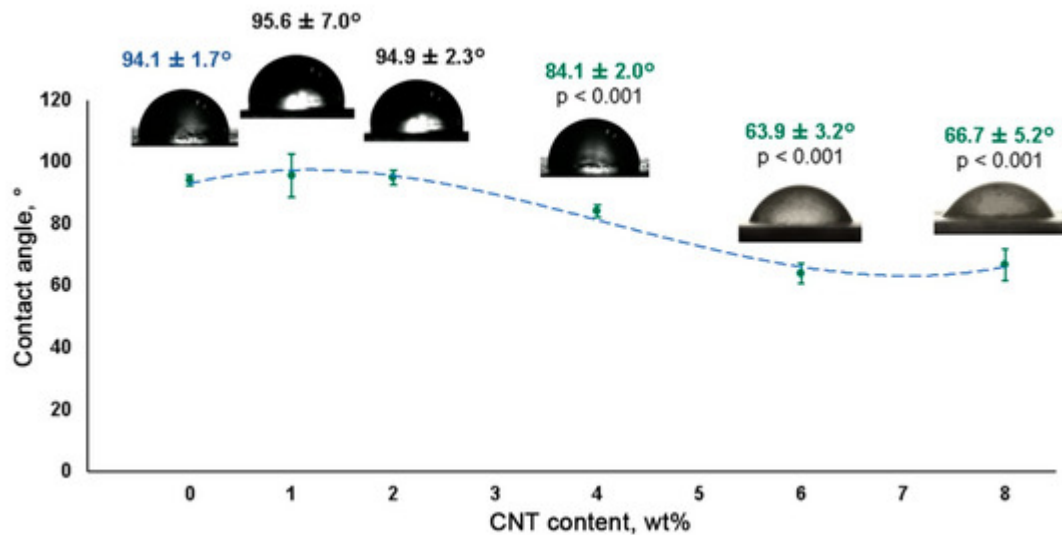 95.6 ± 7.0°
94.1 ± 1.7°
94.9 ± 2.3°
84.1 ± 2.0°
p < 0.001
63.9 ± 3.2°
p < 0.001
66.7 ± 5.2°
p < 0.001
Contact angle, °
120
100
80
60
40
20
0
0 1 2 3 4 5 6 7 8
CNT content, wt%